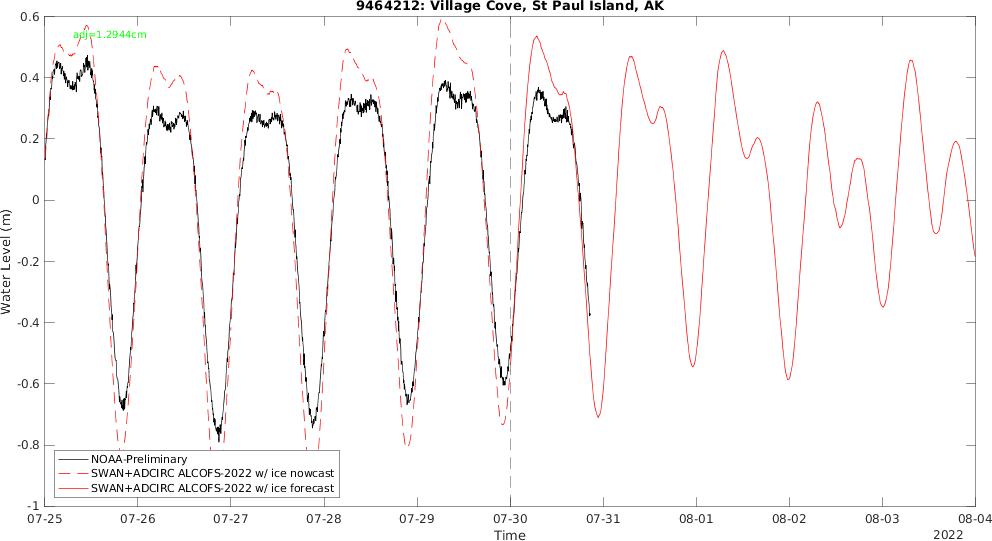 9464212: Village Cove, St Paul Island, AK
adj=1.2944cm
Water Level (m)
0.6
0.4
0.2
0
-0.2
-0.4
-0.6
-0.8
-1
NOAA-Preliminary
SWAN+ADCIRC ALCOFS-2022 w/ ice nowcast
SWAN+ADCIRC ALCOFS-2022 w/ ice forecast
07-25 07-26 07-27 07-28 07-29 07-30 07-31 08-01 08-02 08-03 08-04
Time
2022